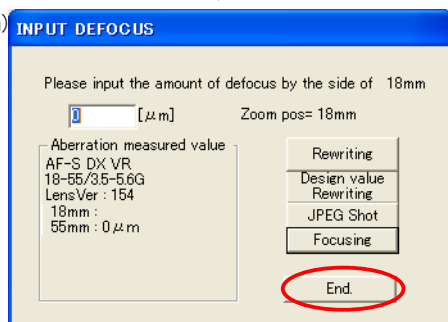 INPUT DEFOCUS
Please input the amount of defocus by the side of 18mm
0 [μm] Zoom pos= 18mm
Aberration measured value
AF-S DX VR
18-55/3.5-5.6G
LensVer : 154
18mm :
55mm : 0μm
Rewriting
Design value
Rewriting
JPEG Shot
Focusing
End.